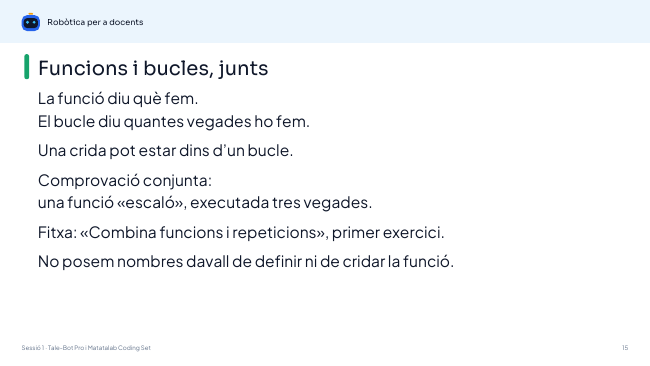 Robòtica per a docents
Funcions i bucles, junts
La funció diu què fem.
El bucle diu quantes vegades ho fem.
Una crida pot estar dins d’un bucle.
Comprovació conjunta:
una funció «escaló», executada tres vegades.
Fitxa: «Combina funcions i repeticions», primer exercici.
No posem nombres davall de definir ni de cridar la funció.
Sessió 1 · Tale-Bot Pro i Matatalab Coding Set
15